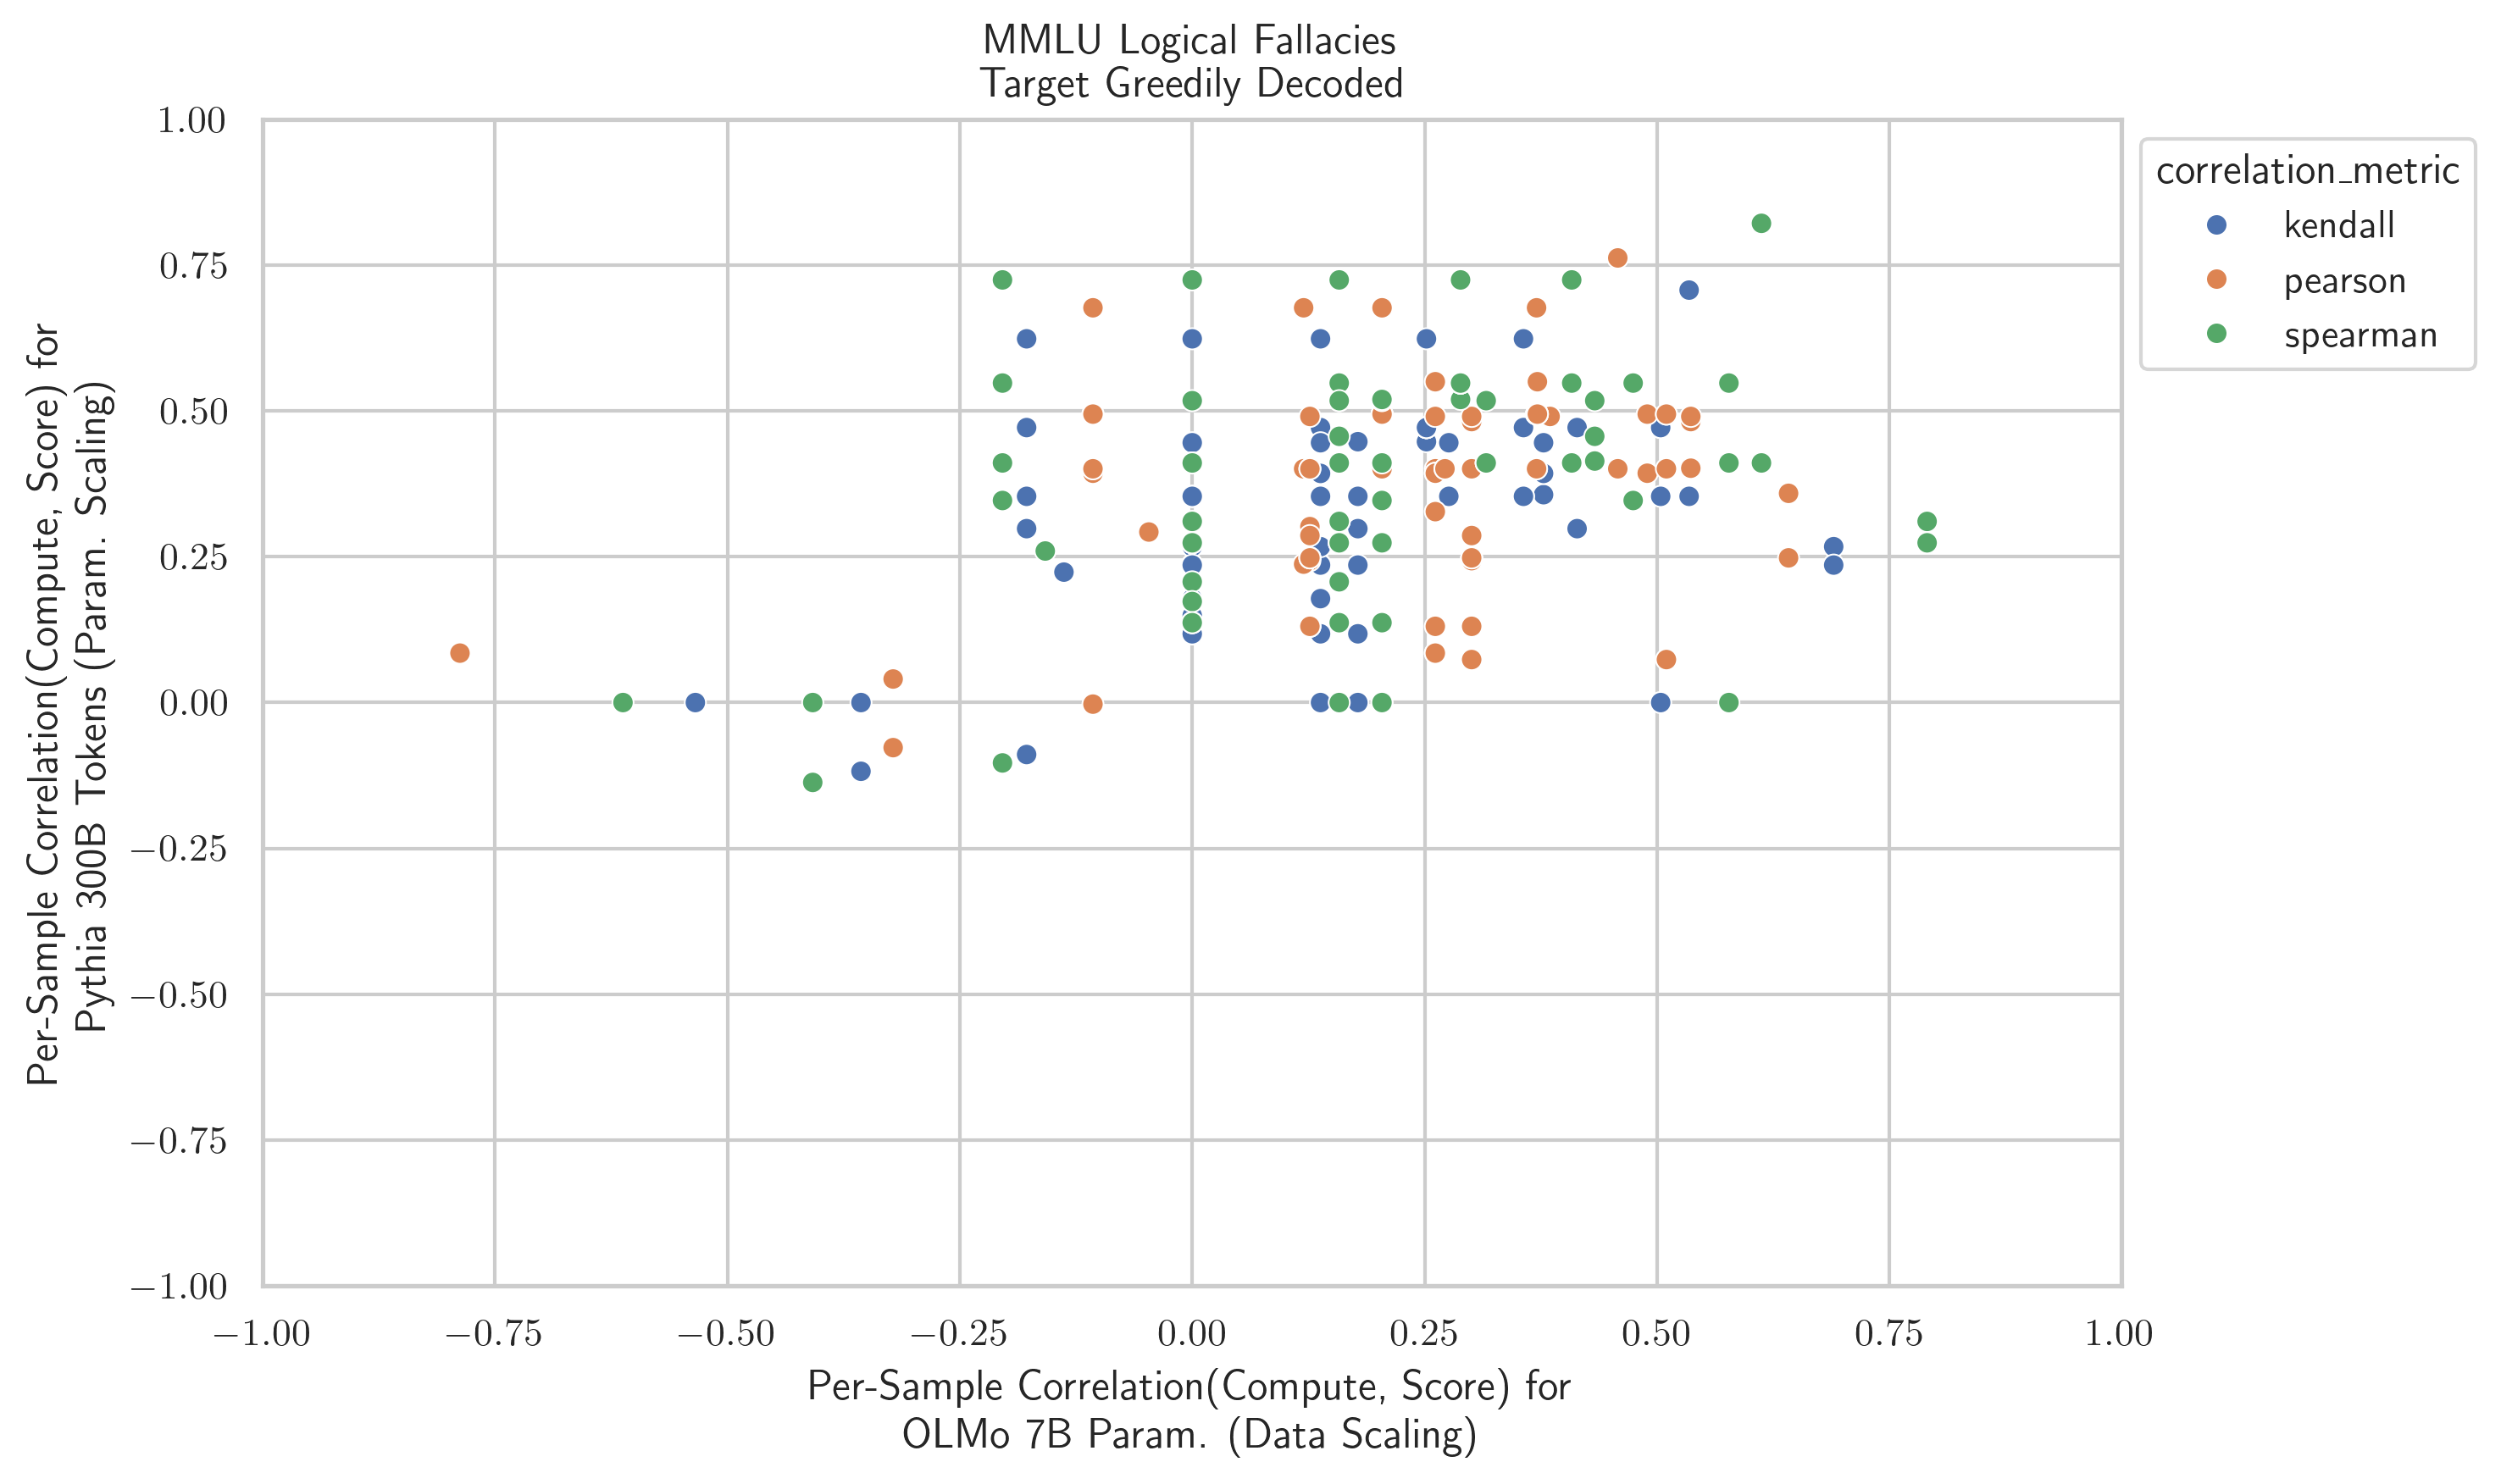 MMLU Logical Fallacies
Target Greedily Decoded
Per-Sample Correlation(Compute, Score) for
Pythia 300B Tokens (Param. Scaling)
1.00
0.75
0.50
0.25
0.00
−0.25
−0.50
−0.75
−1.00
−1.00
−0.75
−0.50
−0.25
0.00
0.25
0.50
0.75
1.00
Per-Sample Correlation(Compute, Score) for
OLMo 7B Param. (Data Scaling)
correlation_metric
kendall
pearson
spearman